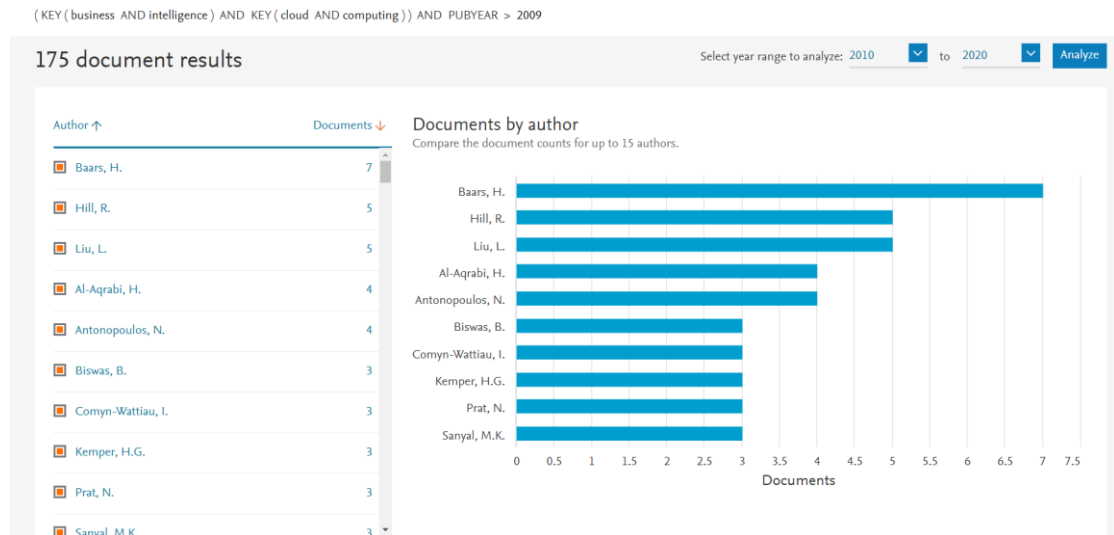 ( KEY ( business AND intelligence ) AND KEY ( cloud AND computing ) ) AND PUBYEAR > 2009
175 document results
Select year range to analyze: 2010 to 2020 Analyze
Author Documents
Baars, H. 7
Hill, R. 5
Liu, L. 5
Al-Aqrabi, H. 4
Antonopoulos, N. 4
Biswas, B. 3
Comyn-Wattiau, I. 3
Kemper, H.G. 3
Prat, N. 3
Sanyal, M.K. 3
Documents by author
Compare the document counts for up to 15 authors.
Baars, H.
Hill, R.
Liu, L.
Al-Aqrabi, H.
Antonopoulos, N.
Biswas, B.
Comyn-Wattiau, I.
Kemper, H.G.
Prat, N.
Sanyal, M.K.
0 0.5 1 1.5 2 2.5 3 3.5 4 4.5 5 5.5 6 6.5 7 7.5
Documents